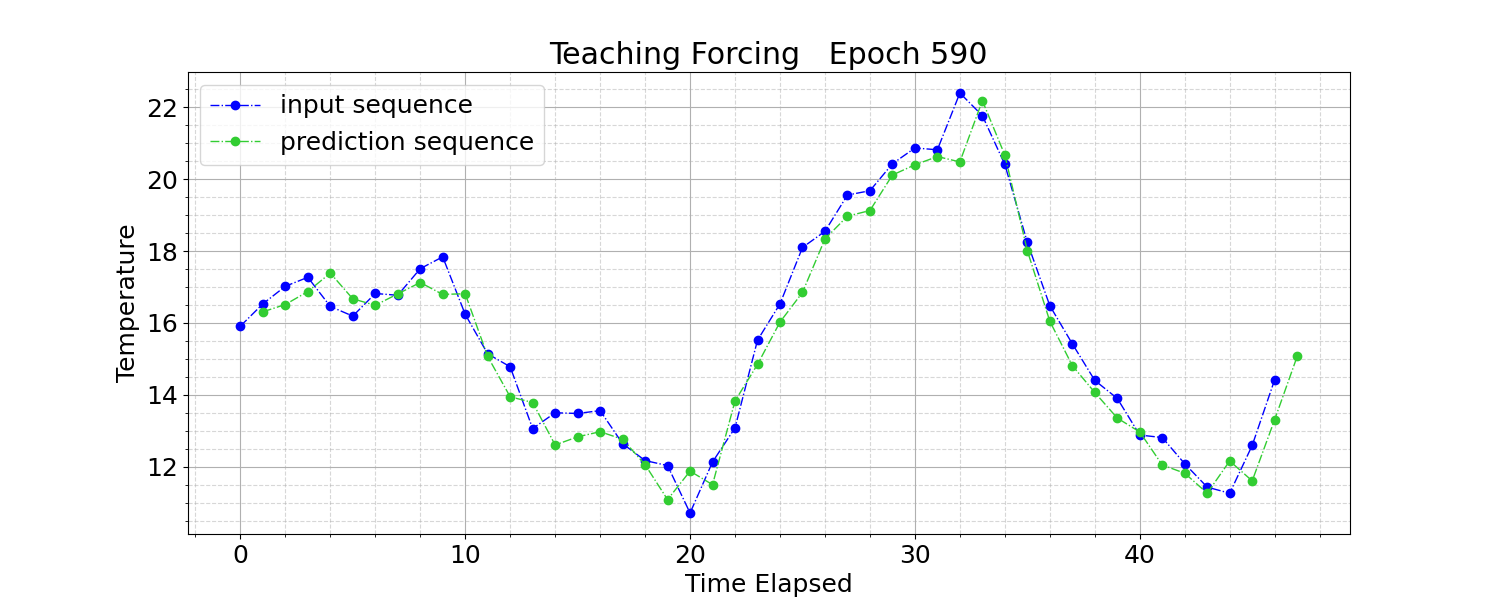 Teaching Forcing   Epoch 590
input sequence
prediction sequence
22
20
18
16
14
12
Temperature
0 10 20 30 40
Time Elapsed